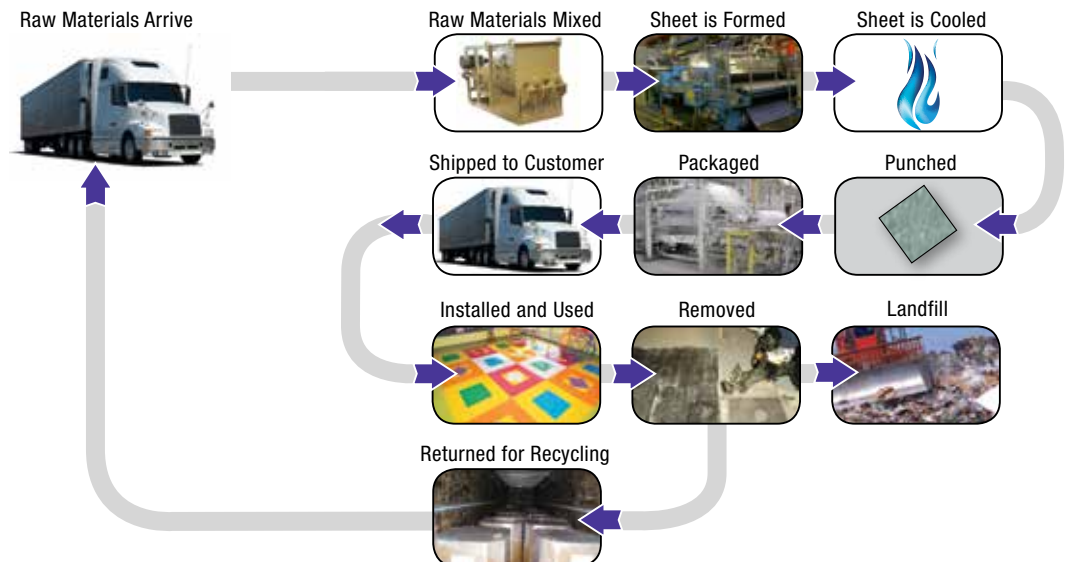 Raw Materials Arrive
Raw Materials Mixed
Sheet is Formed
Sheet is Cooled
Shipped to Customer
Packaged
Punched
Installed and Used
Removed
Landfill
Returned for Recycling